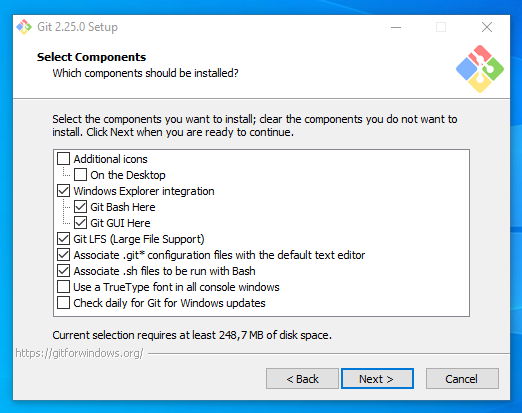 Git 2.25.0 Setup
Select Components
Which components should be installed?
Select the components you want to install; clear the components you do not want to
install. Click Next when you are ready to continue.
Additional icons
On the Desktop
Windows Explorer integration
Git Bash Here
Git GUI Here
Git LFS (Large File Support)
Associate .git* configuration files with the default text editor
Associate .sh files to be run with Bash
Use a TrueType font in all console windows
Check daily for Git for Windows updates
Current selection requires at least 248,7 MB of disk space.
https://gitforwindows.org/
< Back
Next >
Cancel